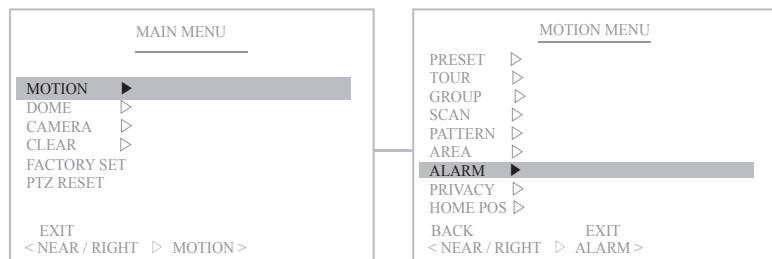 MAIN MENU
MOTION ▶
DOME ▷
CAMERA ▷
CLEAR ▷
FACTORY SET
PTZ RESET
EXIT
< NEAR / RIGHT ▷ MOTION >
MOTION MENU
PRESET ▷
TOUR ▷
GROUP ▷
SCAN ▷
PATTERN ▷
AREA ▷
ALARM ▶
PRIVACY ▷
HOME POS ▷
BACK EXIT
< NEAR / RIGHT ▷ ALARM >